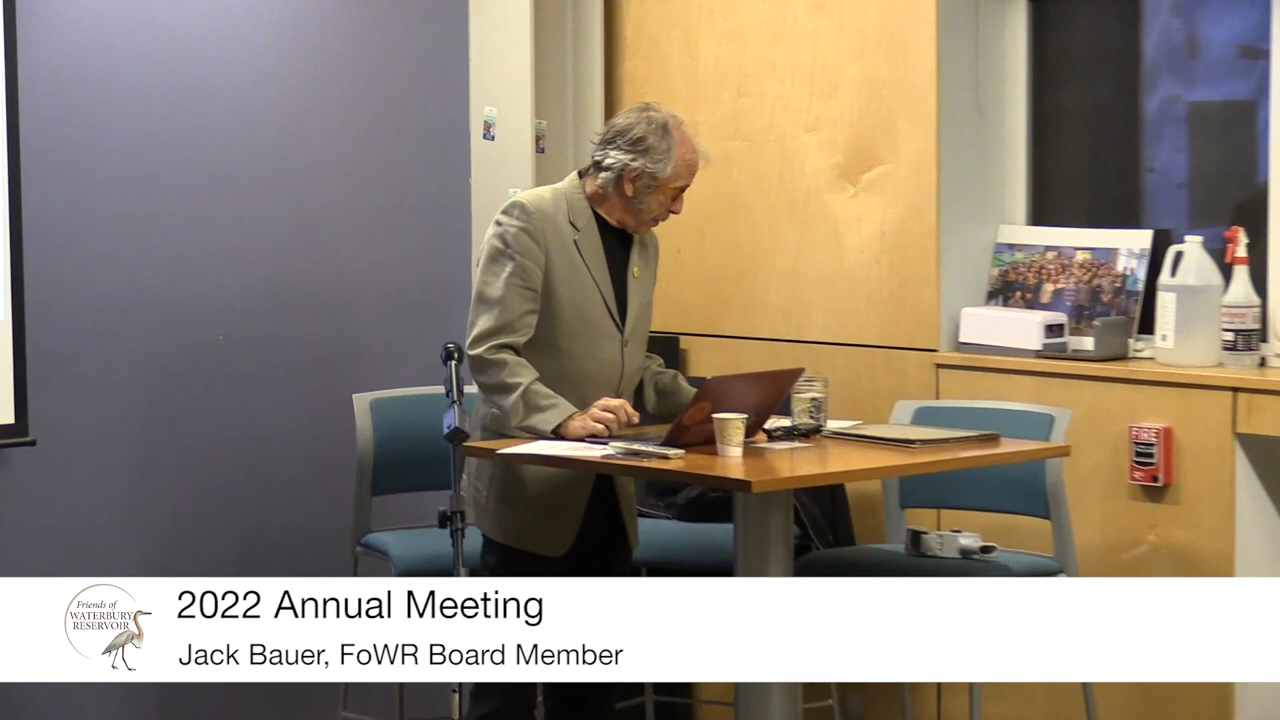 FIRE
Friends of
WATERBURY
RESERVOIR
2022 Annual Meeting
Jack Bauer, FoWR Board Member